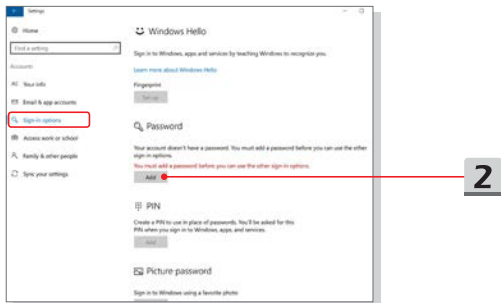 Settings
Home
Windows Hello
Find a setting
Sign in to Windows, apps and services by teaching Windows to recognize you.
Accounts
Learn more about Windows Hello
Your info
Fingerprint
Set up
Email & app accounts
Sign-in options
Password
Access work or school
Your account doesn't have a password. You must add a password before you can use the other
sign-in options.
Family & other people
You must add a password before you can use the other sign-in options.
Sync your settings
Add
2
PIN
Create a PIN to use in place of passwords. You'll be asked for this
PIN when you sign in to Windows, apps, and services.
Add
Picture password
Sign in to Windows using a favorite photo